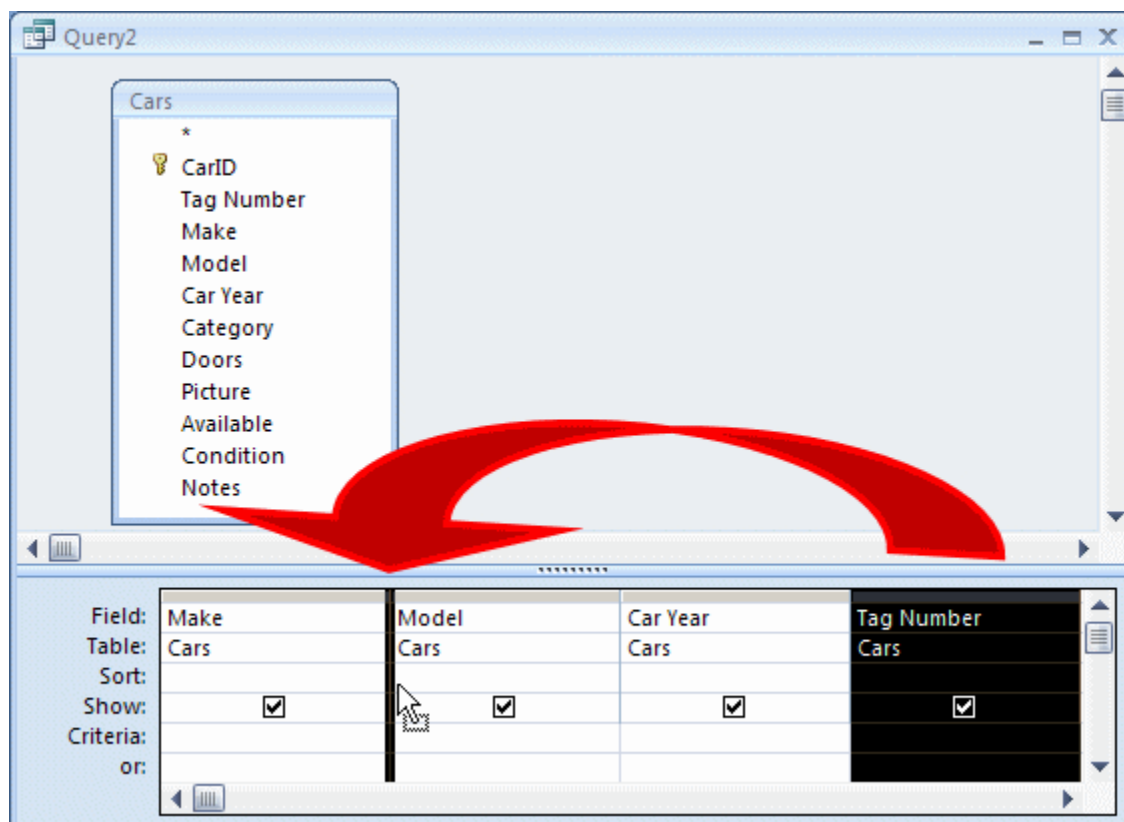 Query2
Cars
*
CarID
Tag Number
Make
Model
Car Year
Category
Doors
Picture
Available
Condition
Notes
Field: Make Model Car Year Tag Number
Table: Cars Cars Cars Cars
Sort:
Show:
Criteria:
or: